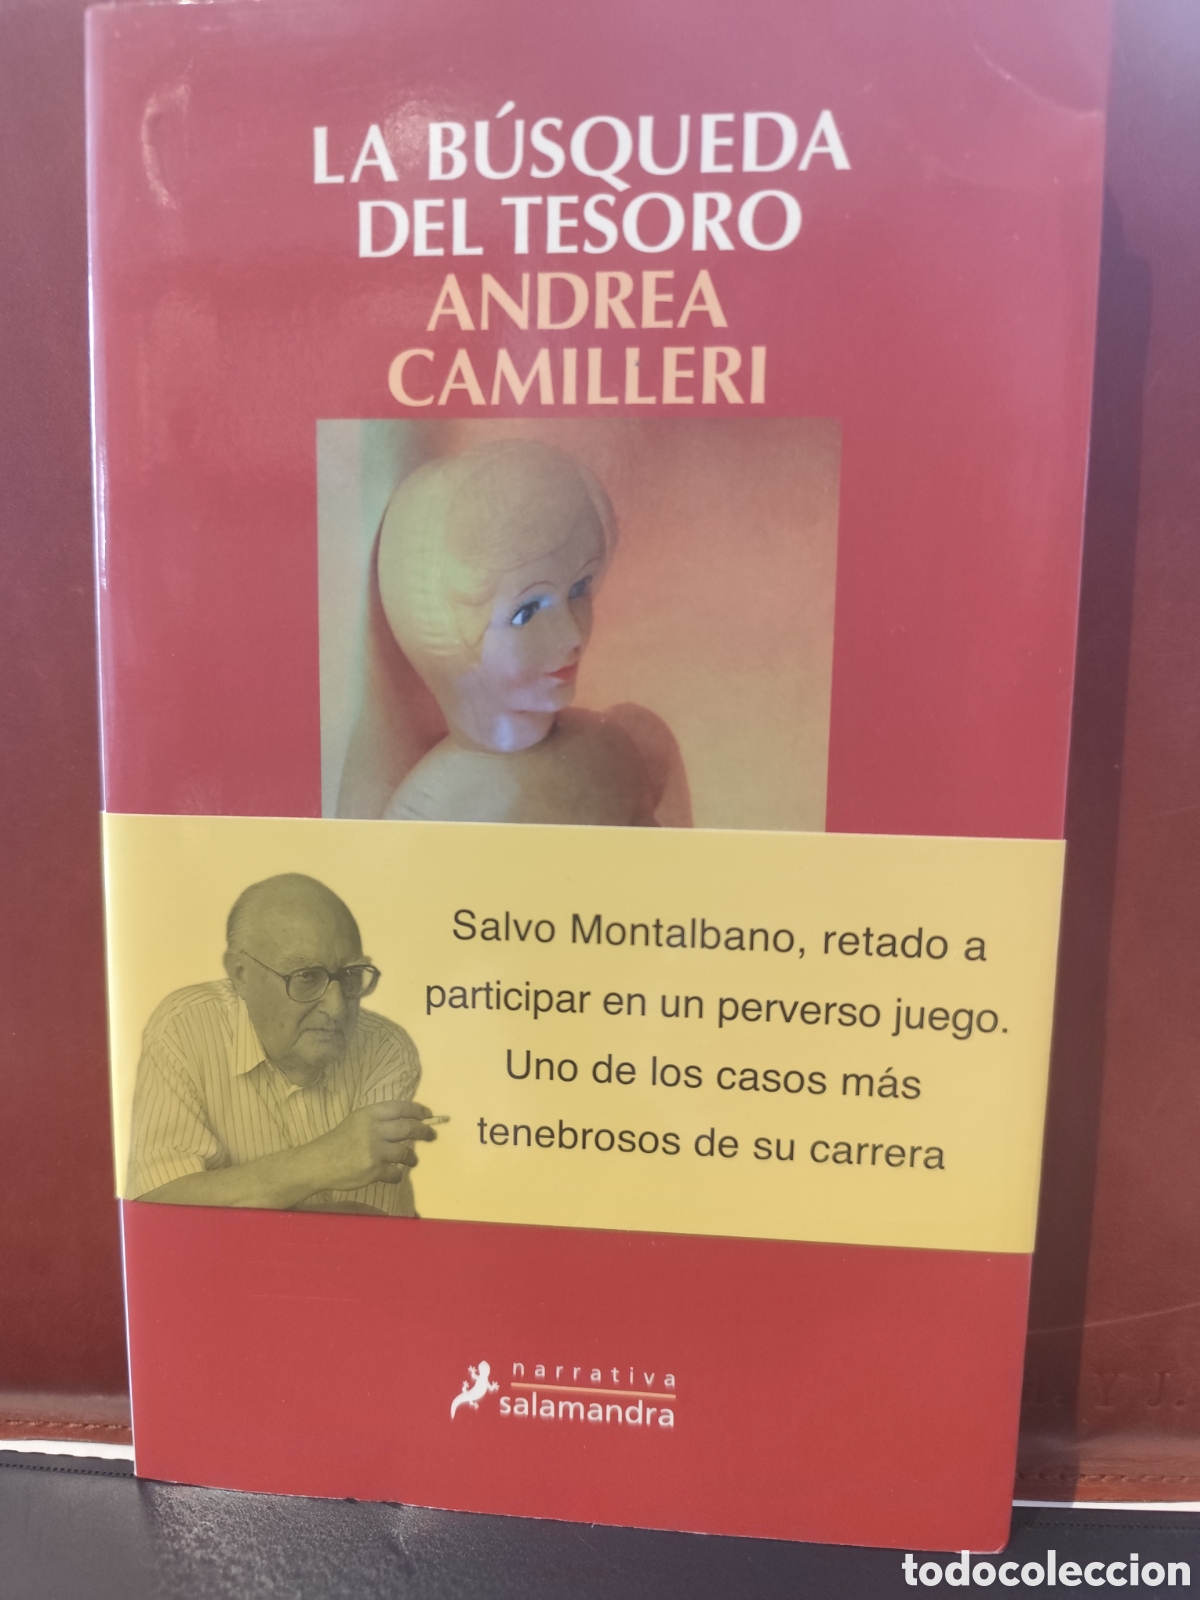 LA BÚSQUEDA
DEL TESORO
ANDREA
CAMILLERI
Salvo Montalbano, retado a
participar en un perverso juego.
Uno de los casos más
tenebrosos de su carrera
narrativa
salamandra
Y J.
todocoleccion